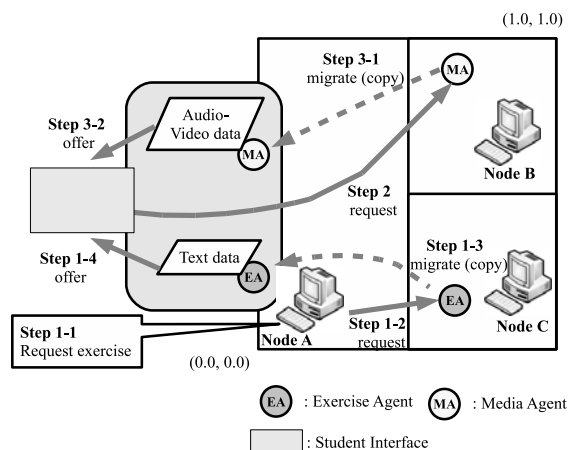 (1.0, 1.0)
Step 3-1
migrate (copy)
MA
Audio-
Video data
Step 3-2
offer
MA
Node B
Step 2
request
Step 1-3
migrate (copy)
Step 1-4
offer
Text data
EA
EA
Node C
Step 1-2
request
Node A
Step 1-1
Request exercise
(0.0, 0.0)
EA : Exercise Agent
MA : Media Agent
: Student Interface